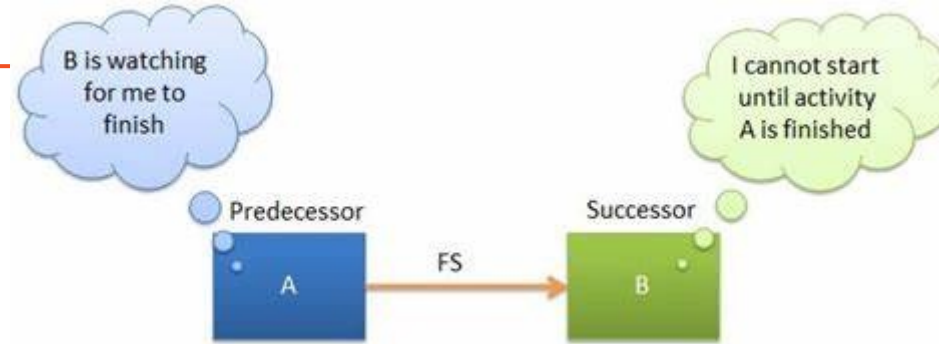 B is watching
for me to
finish
I cannot start
until activity
A is finished
Predecessor
Successor
A
FS
B